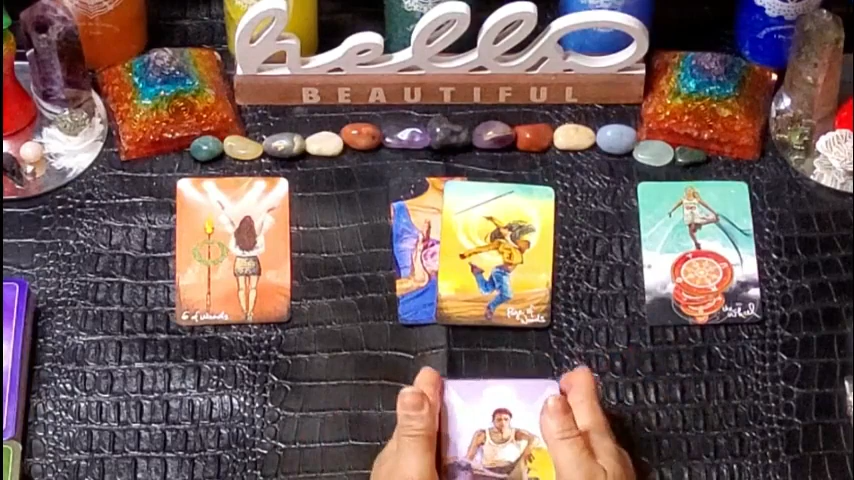 hello
BEAUTIFUL
6 of Wands
Page of Wands
the Wheel